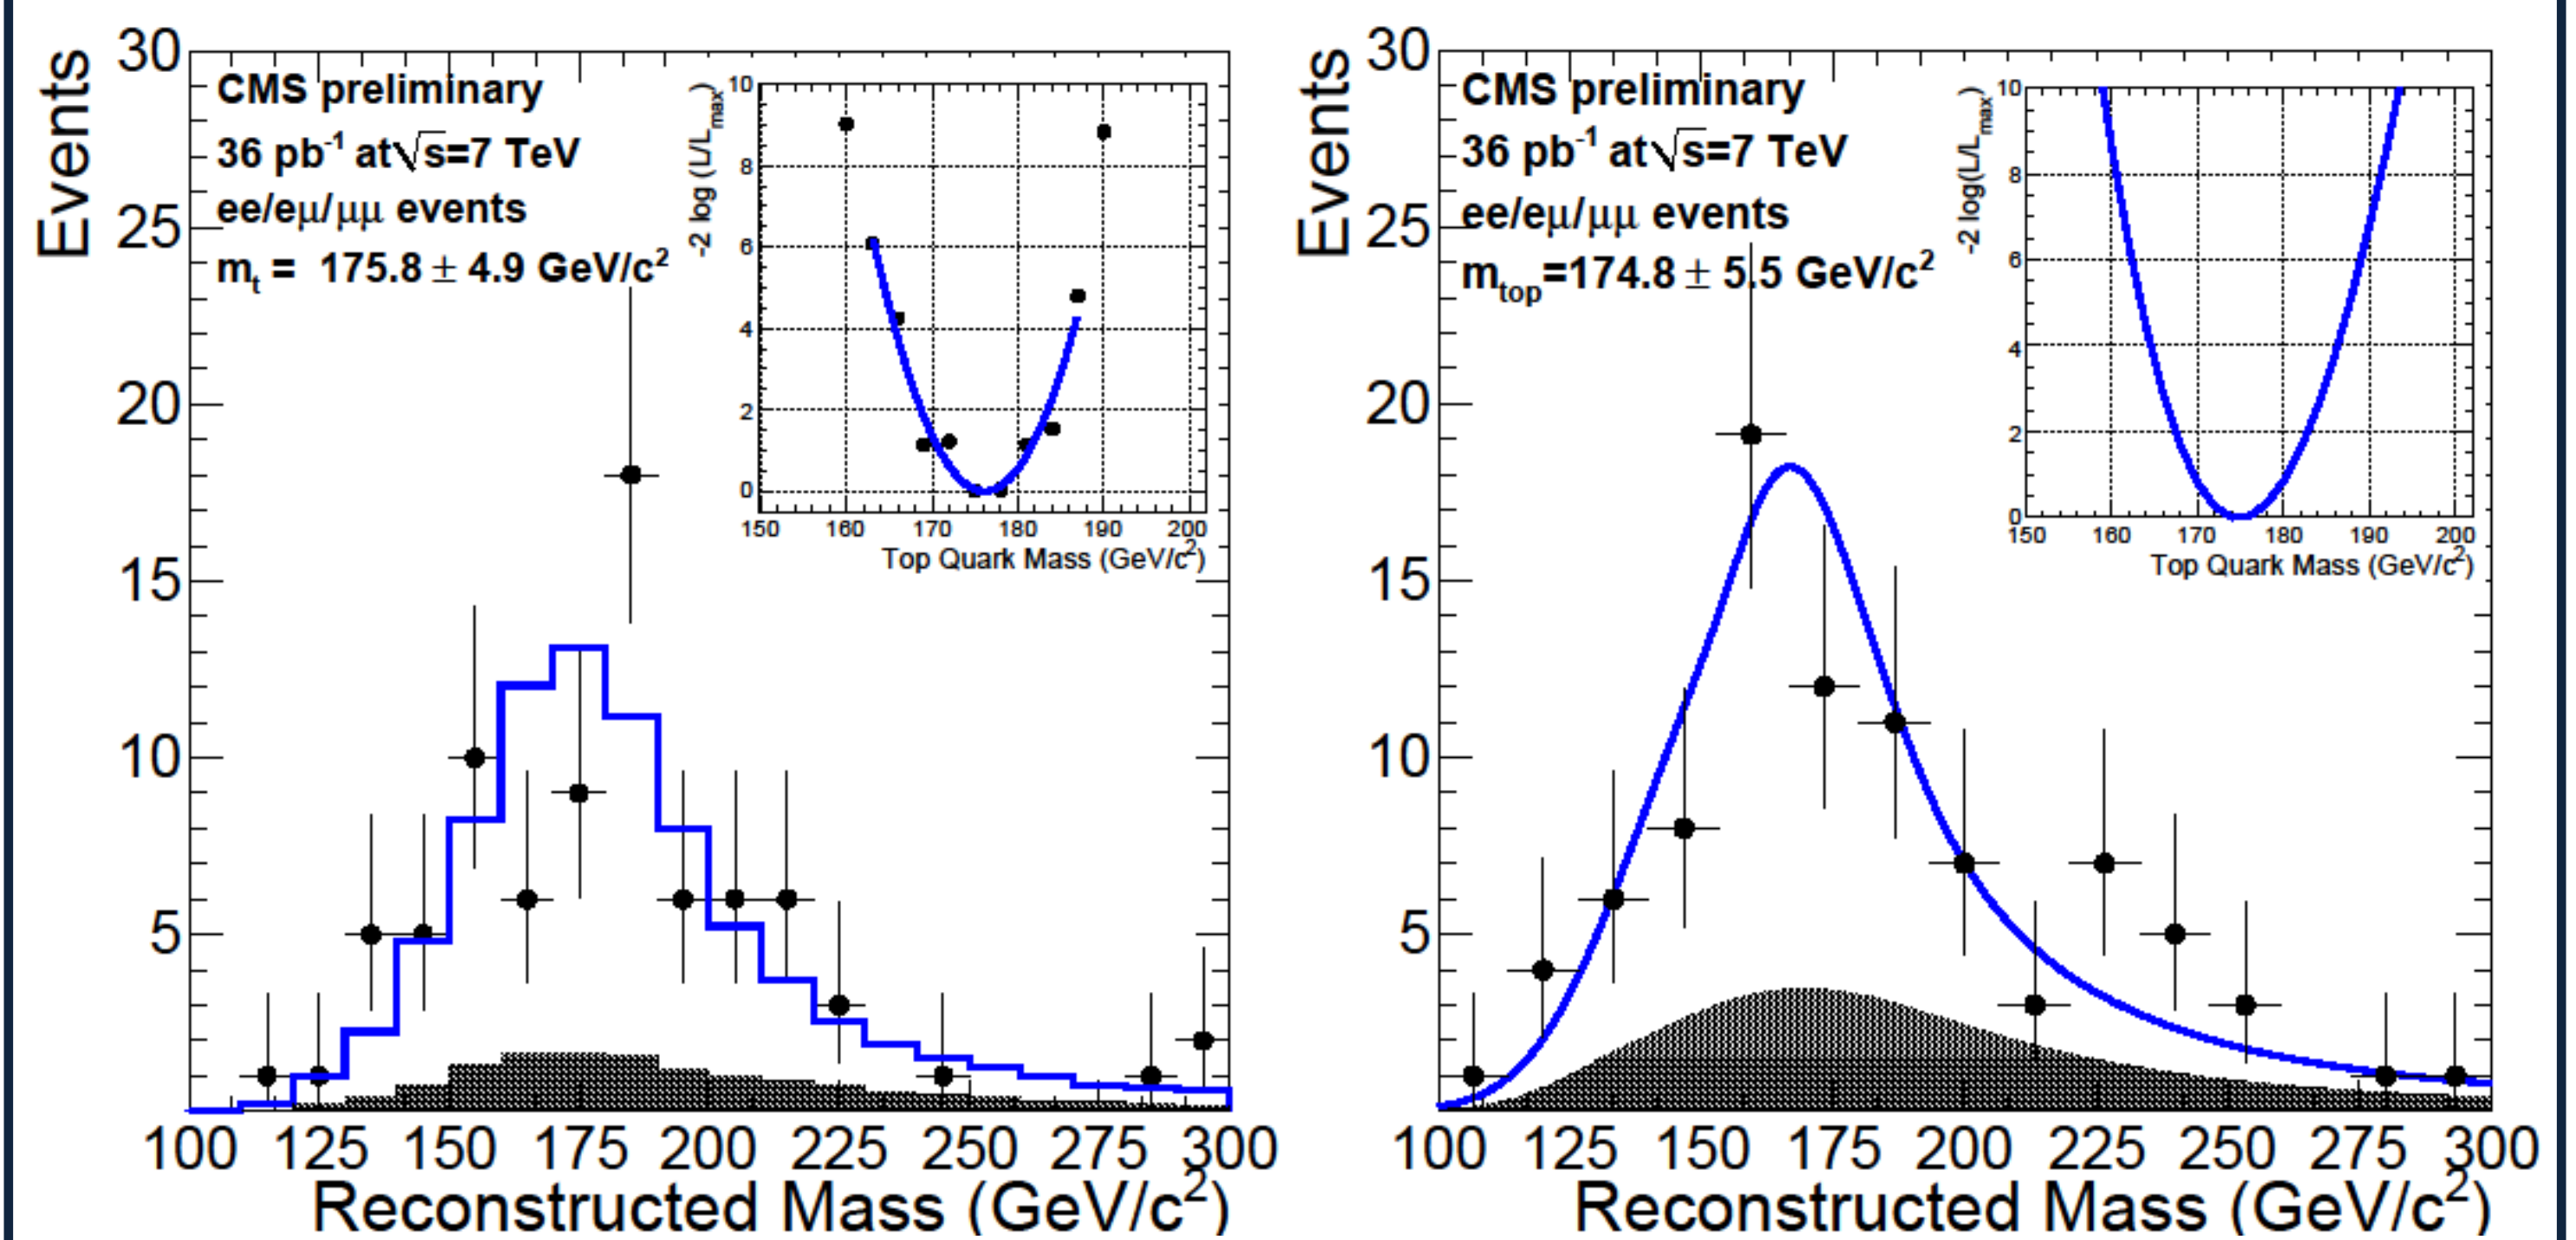 Events
30
25
20
15
10
5
CMS preliminary
36 pb⁻¹ at √s=7 TeV
ee/eμ/μμ events
mₜ = 175.8 ± 4.9 GeV/c²
-2 log (L/Lmax)
10
8
6
4
2
0
150 160 170 180 190 200
Top Quark Mass (GeV/c²)
100 125 150 175 200 225 250 275 300
Reconstructed Mass (GeV/c²)
Events
30
25
20
15
10
5
CMS preliminary
36 pb⁻¹ at √s=7 TeV
ee/eμ/μμ events
mtop=174.8 ± 5.5 GeV/c²
-2 log(L/Lmax)
10
8
6
4
2
0
150 160 170 180 190 200
Top Quark Mass (GeV/c²)
100 125 150 175 200 225 250 275 300
Reconstructed Mass (GeV/c²)